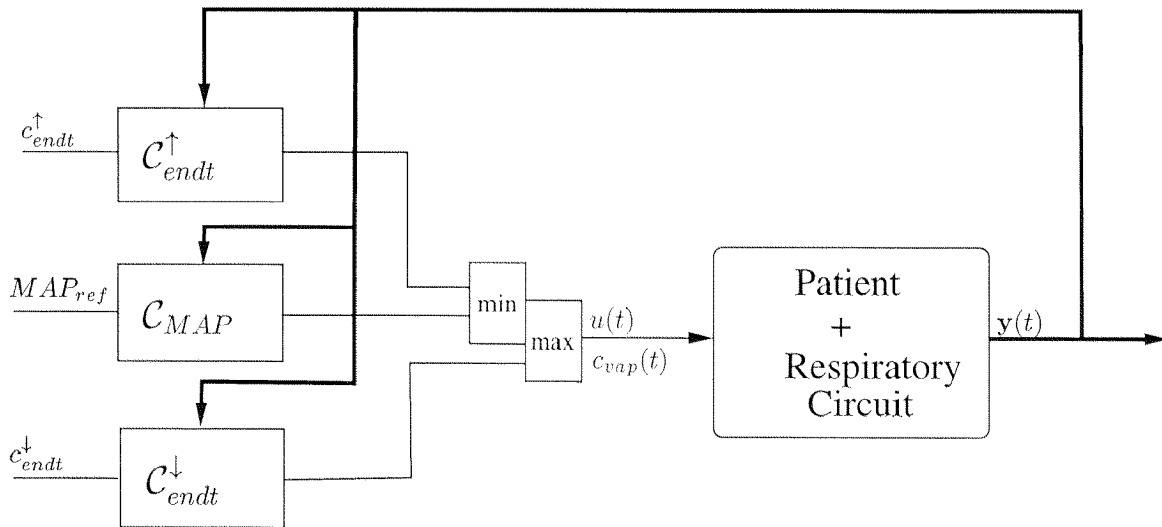 c↑endt
C↑endt
MAPref
CMAP
c↓endt
C↓endt
min
max
u(t)
cvap(t)
Patient
+
Respiratory
Circuit
y(t)